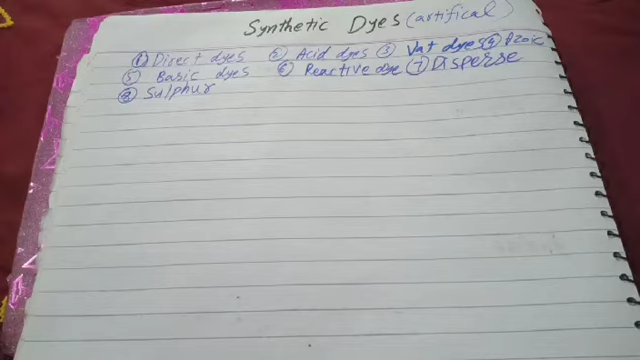 Synthetic Dyes (artifical)
① Direct dyes ② Acid dyes ③ Vat dyes ④ Azoic
⑤ Basic dyes ⑥ Reactive dye ⑦ Disperse
⑧ Sulphur